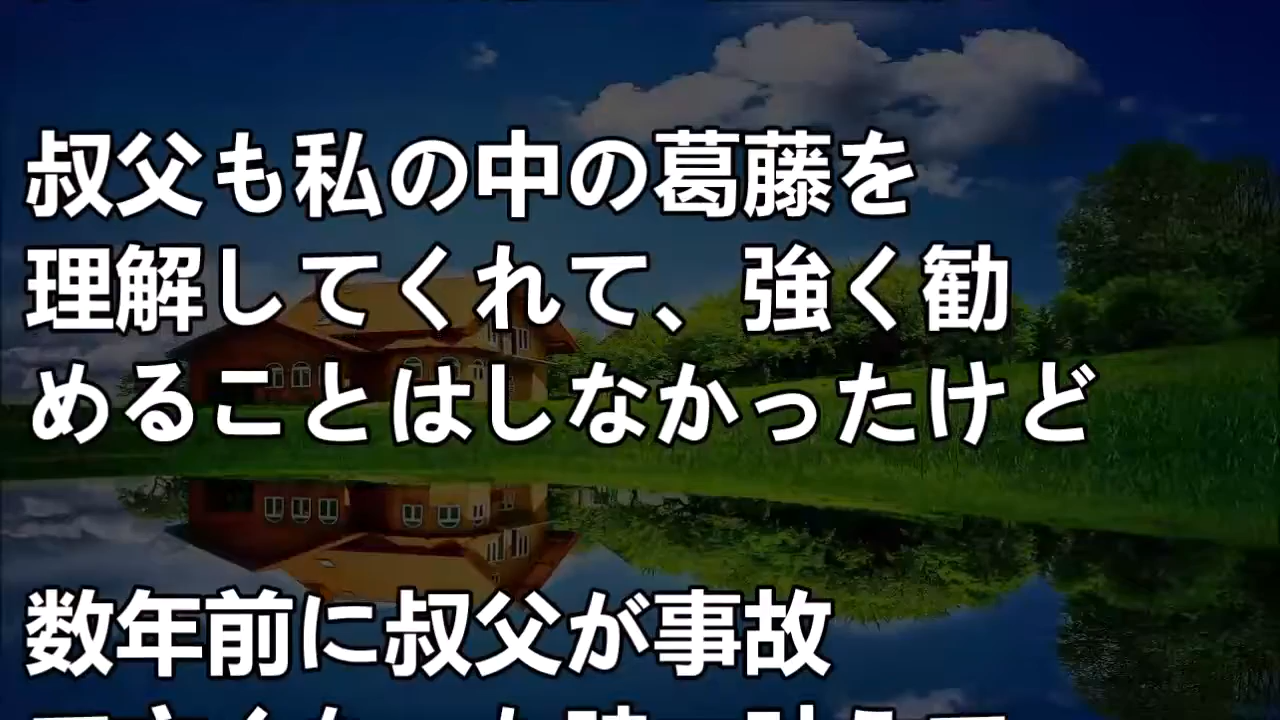 叔父も私の中の葛藤を
理解してくれて、強く勧
めることはしなかったけど
数年前に叔父が事故